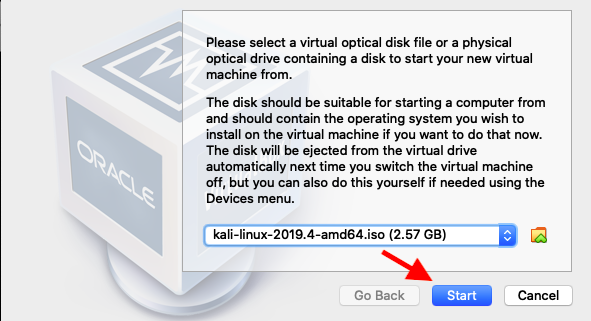 Please select a virtual optical disk file or a physical
optical drive containing a disk to start your new virtual
machine from.
The disk should be suitable for starting a computer from
and should contain the operating system you wish to
install on the virtual machine if you want to do that now.
The disk will be ejected from the virtual drive
automatically next time you switch the virtual machine
off, but you can also do this yourself if needed using the
Devices menu.
ORACLE
kali-linux-2019.4-amd64.iso (2.57 GB)
Go Back
Start
Cancel